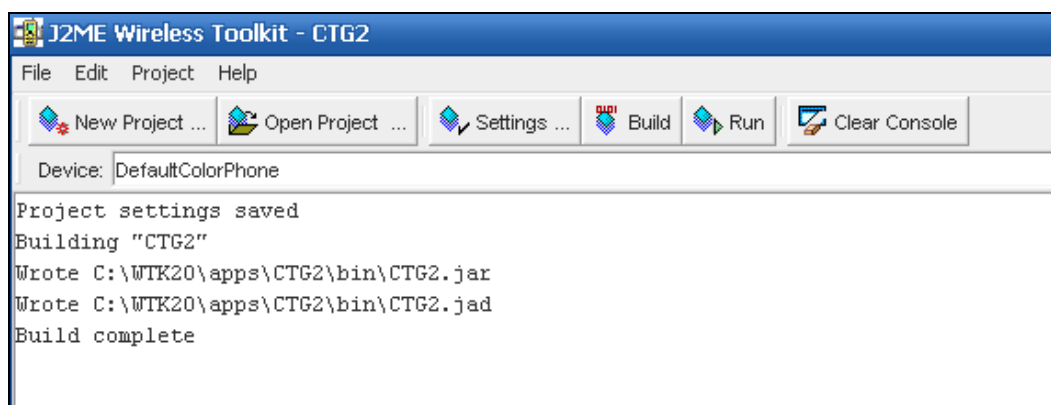 J2ME Wireless Toolkit - CTG2
File Edit Project Help
New Project ... Open Project ... Settings ... Build Run Clear Console
Device: DefaultColorPhone
Project settings saved
Building "CTG2"
Wrote C:\WTK20\apps\CTG2\bin\CTG2.jar
Wrote C:\WTK20\apps\CTG2\bin\CTG2.jad
Build complete